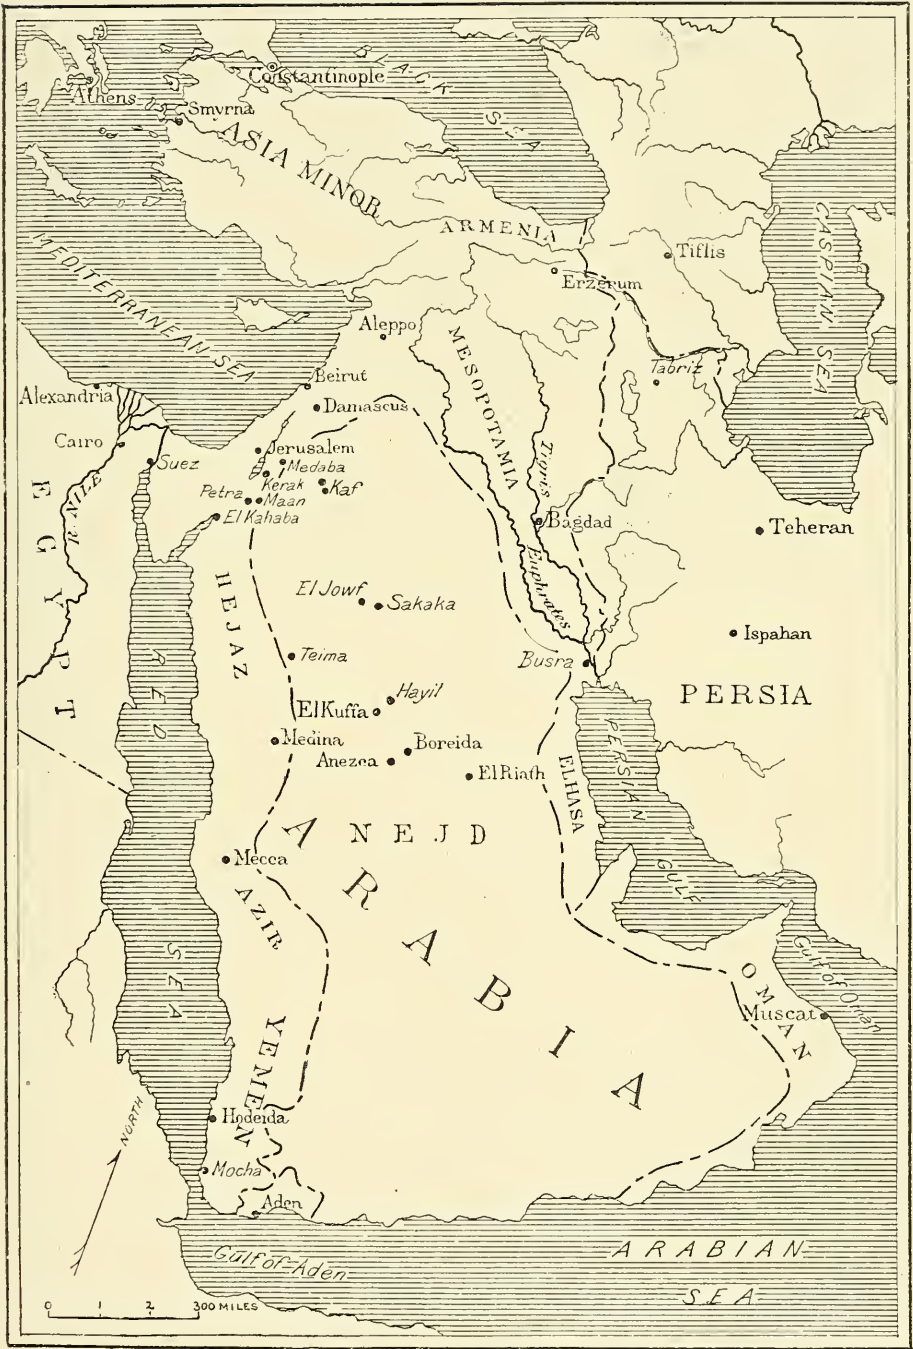 BLACK SEA
Constantinople
Athens
Smyrna
ASIA MINOR
ARMENIA
CASPIAN SEA
Tiflis
MEDITERRANEAN SEA
Erzerum
Aleppo
MESOPOTAMIA
Tabriz
Beirut
Alexandria
Damascus
Cairo
Jerusalem
Suez
Medaba
Tigris
Kerak
Kaf
Petra
Maan
R. NILE
El Kahaba
Bagdad
Teheran
EGYPT
Euphrates
HEJAZ
El Jowf
Sakaka
Ispahan
Teima
Busra
RED SEA
Hayil
PERSIA
El Kuffa
Medina
Boreida
Anezea
El Riath
ELHASA
PERSIAN GULF
NEJD
ARABIA
Mecca
AZIR
Gulf of Oman
OMAN
Muscat
YEMEN
NORTH
Hodeida
Mocha
Aden
Gulf of Aden
ARABIAN
SEA
0 1 2 300 MILES